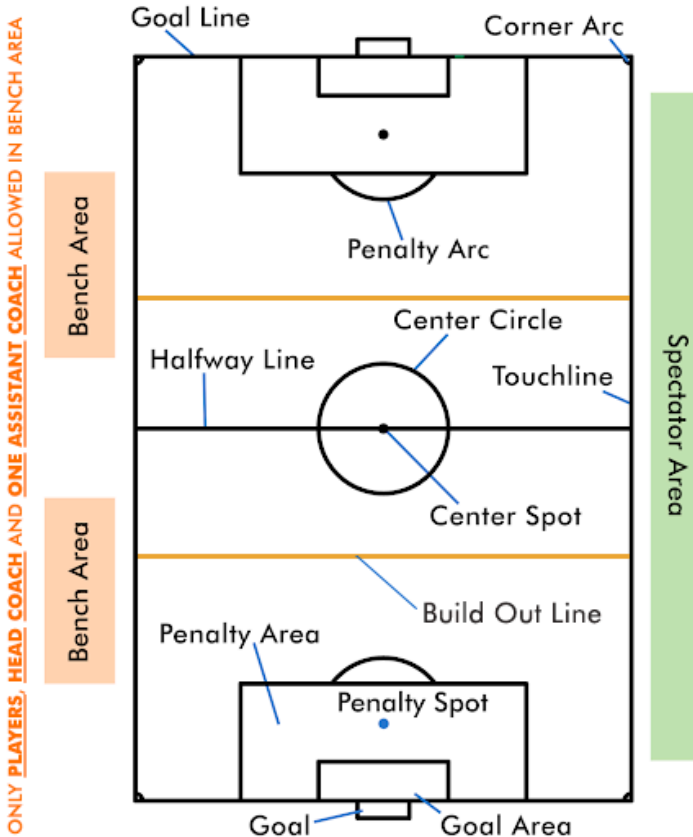 Goal Line
Corner Arc
ONLY PLAYERS, HEAD COACH AND ONE ASSISTANT COACH ALLOWED IN BENCH AREA
Bench Area
Penalty Arc
Center Circle
Halfway Line
Touchline
Spectator Area
Center Spot
Bench Area
Build Out Line
Penalty Area
Penalty Spot
Goal
Goal Area